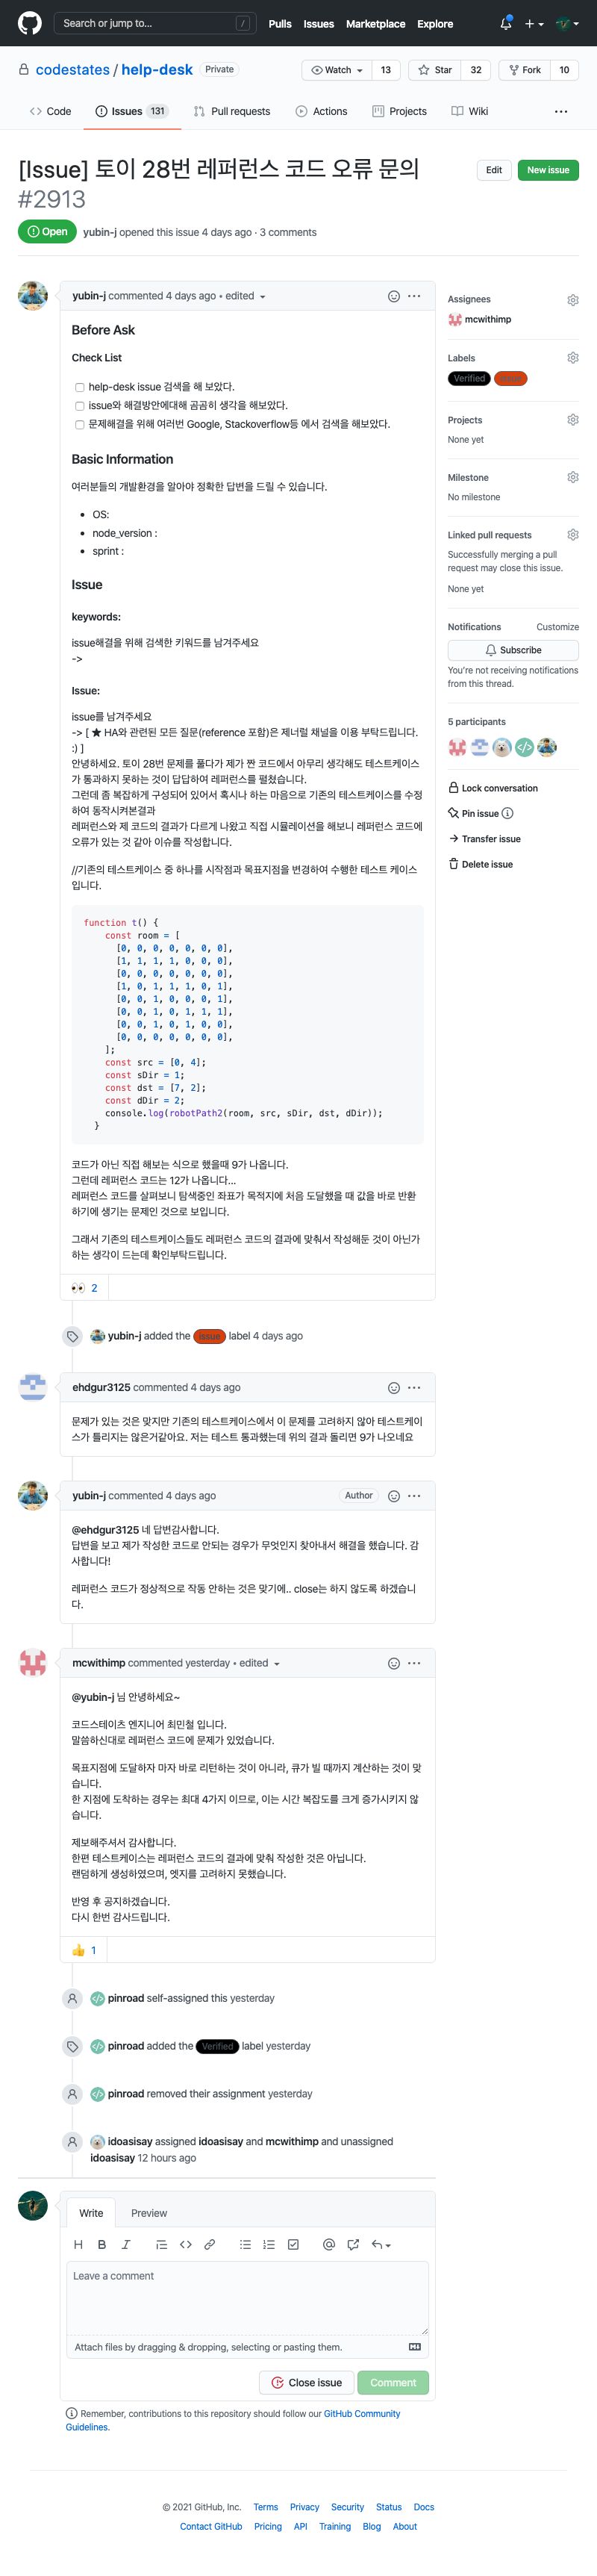 Search or jump to…
/
Pulls Issues Marketplace Explore
codestates / help-desk Private
Watch 13 Star 32 Fork 10
Code Issues 131 Pull requests Actions Projects Wiki
[Issue] 토이 28번 레퍼런스 코드 오류 문의
#2913
Edit New issue
Open yubin-j opened this issue 4 days ago · 3 comments
yubin-j commented 4 days ago • edited
Before Ask
Check List
help-desk issue 검색을 해 보았다.
issue와 해결방안에대해 곰곰히 생각을 해보았다.
문제해결을 위해 여러번 Google, Stackoverflow등 에서 검색을 해보았다.
Basic Information
여러분들의 개발환경을 알아야 정확한 답변을 드릴 수 있습니다.
• OS:
• node_version :
• sprint :
Issue
keywords:
issue해결을 위해 검색한 키워드를 남겨주세요
->
Issue:
issue를 남겨주세요
-> [ ★ HA와 관련된 모든 질문(reference 포함)은 제너럴 채널을 이용 부탁드립니다.
:) ]
안녕하세요. 토이 28번 문제를 풀다가 제가 짠 코드에서 아무리 생각해도 테스트케이스
가 통과하지 못하는 것이 답답하여 레퍼런스를 펼쳤습니다.
그런데 좀 복잡하게 구성되어 있어서 혹시나 하는 마음으로 기존의 테스트케이스를 수정
하여 동작시켜본결과
레퍼런스와 제 코드의 결과가 다르게 나왔고 직접 시뮬레이션을 해보니 레퍼런스 코드에
오류가 있는 것 같아 이슈를 작성합니다.
//기존의 테스트케이스 중 하나를 시작점과 목표지점을 변경하여 수행한 테스트 케이스
입니다.
function t() {
const room = [
[0, 0, 0, 0, 0, 0, 0],
[1, 1, 1, 1, 0, 0, 0],
[0, 0, 0, 0, 0, 0, 0],
[1, 0, 1, 1, 1, 0, 1],
[0, 0, 1, 0, 0, 0, 1],
[0, 0, 1, 0, 1, 1, 1],
[0, 0, 1, 0, 1, 0, 0],
[0, 0, 0, 0, 0, 0, 0],
];
const src = [0, 4];
const sDir = 1;
const dst = [7, 2];
const dDir = 2;
console.log(robotPath2(room, src, sDir, dst, dDir));
}
코드가 아닌 직접 해보는 식으로 했을때 9가 나옵니다.
그런데 레퍼런스 코드는 12가 나옵니다...
레퍼런스 코드를 살펴보니 탐색중인 좌표가 목적지에 처음 도달했을 때 값을 바로 반환
하기에 생기는 문제인 것으로 보입니다.
그래서 기존의 테스트케이스들도 레퍼런스 코드의 결과에 맞춰서 작성해둔 것이 아닌가
하는 생각이 드는데 확인부탁드립니다.
👀 2
yubin-j added the issue label 4 days ago
ehdgur3125 commented 4 days ago
문제가 있는 것은 맞지만 기존의 테스트케이스에서 이 문제를 고려하지 않아 테스트케이
스가 틀리지는 않은거같아요. 저는 테스트 통과했는데 위의 결과 돌리면 9가 나오네요
yubin-j commented 4 days ago Author
@ehdgur3125 네 답변감사합니다.
답변을 보고 제가 작성한 코드로 안되는 경우가 무엇인지 찾아내서 해결을 했습니다. 감
사합니다!
레퍼런스 코드가 정상적으로 작동 안하는 것은 맞기에.. close는 하지 않도록 하겠습니
다.
mcwithimp commented yesterday • edited
@yubin-j 님 안녕하세요~
코드스테이츠 엔지니어 최민철 입니다.
말씀하신대로 레퍼런스 코드에 문제가 있었습니다.
목표지점에 도달하자 마자 바로 리턴하는 것이 아니라, 큐가 빌 때까지 계산하는 것이 맞
습니다.
한 지점에 도착하는 경우는 최대 4가지 이므로, 이는 시간 복잡도를 크게 증가시키지 않
습니다.
제보해주셔서 감사합니다.
한편 테스트케이스는 레퍼런스 코드의 결과에 맞춰 작성한 것은 아닙니다.
랜덤하게 생성하였으며, 엣지를 고려하지 못했습니다.
반영 후 공지하겠습니다.
다시 한번 감사드립니다.
👍 1
pinroad self-assigned this yesterday
pinroad added the Verified label yesterday
pinroad removed their assignment yesterday
idoasisay assigned idoasisay and mcwithimp and unassigned
idoasisay 12 hours ago
Write Preview
Leave a comment
Attach files by dragging & dropping, selecting or pasting them.
Close issue Comment
Remember, contributions to this repository should follow our GitHub Community
Guidelines.
Assignees
mcwithimp
Labels
Verified issue
Projects
None yet
Milestone
No milestone
Linked pull requests
Successfully merging a pull
request may close this issue.
None yet
Notifications Customize
Subscribe
You're not receiving notifications
from this thread.
5 participants
Lock conversation
Pin issue
Transfer issue
Delete issue
© 2021 GitHub, Inc. Terms Privacy Security Status Docs
Contact GitHub Pricing API Training Blog About